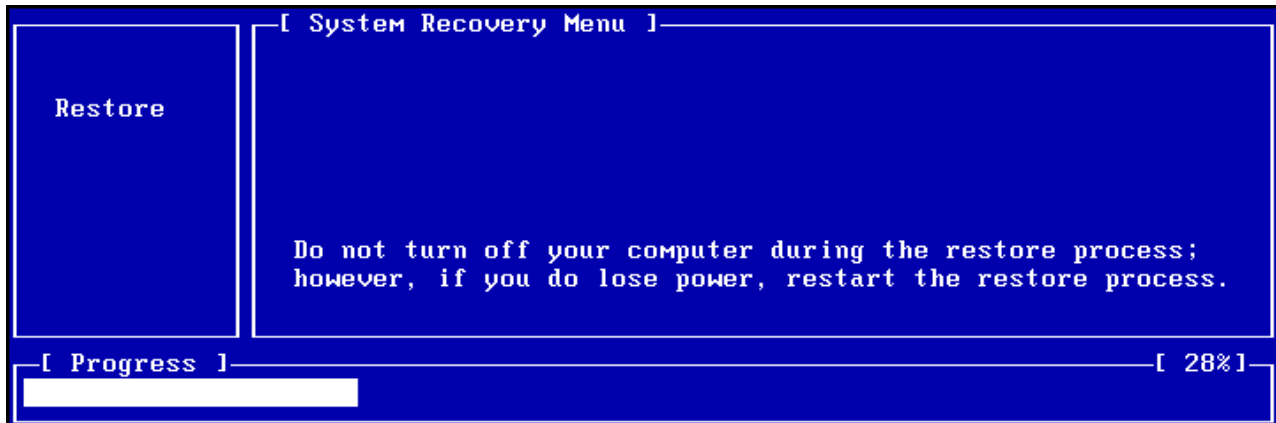 [ System Recovery Menu ]
Restore
Do not turn off your computer during the restore process;
however, if you do lose power, restart the restore process.
[ Progress ]
[ 28%]